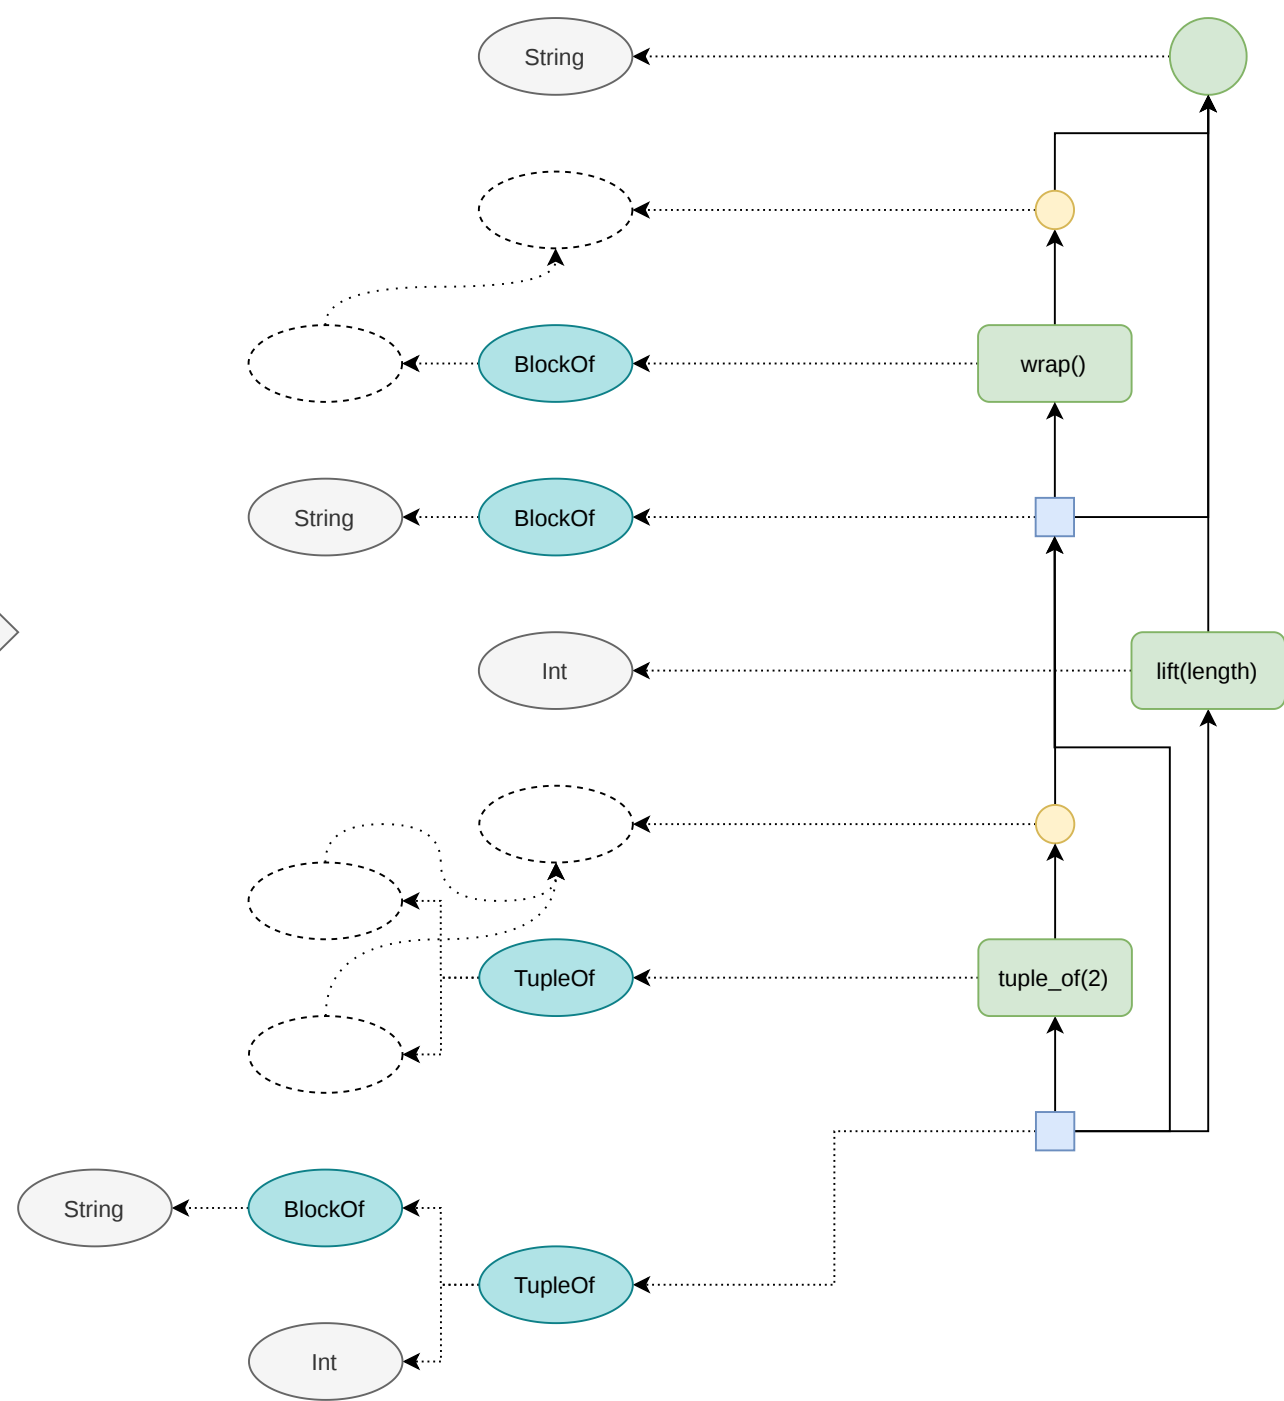 String
BlockOf
wrap()
String
BlockOf
Int
lift(length)
TupleOf
tuple_of(2)
String
BlockOf
TupleOf
Int